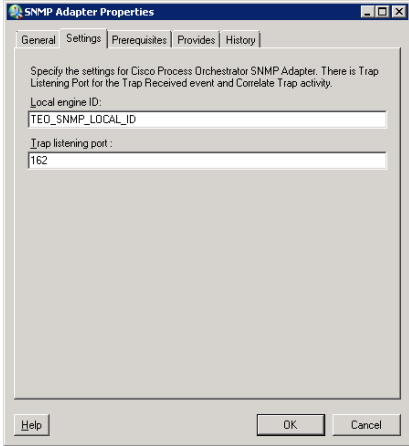 SNMP Adapter Properties
General Settings Prerequisites Provides History
Specify the settings for Cisco Process Orchestrator SNMP Adapter. There is Trap
Listening Port for the Trap Received event and Correlate Trap activity.
Local engine ID:
TEO_SNMP_LOCAL_ID
Trap listening port :
162
Help OK Cancel